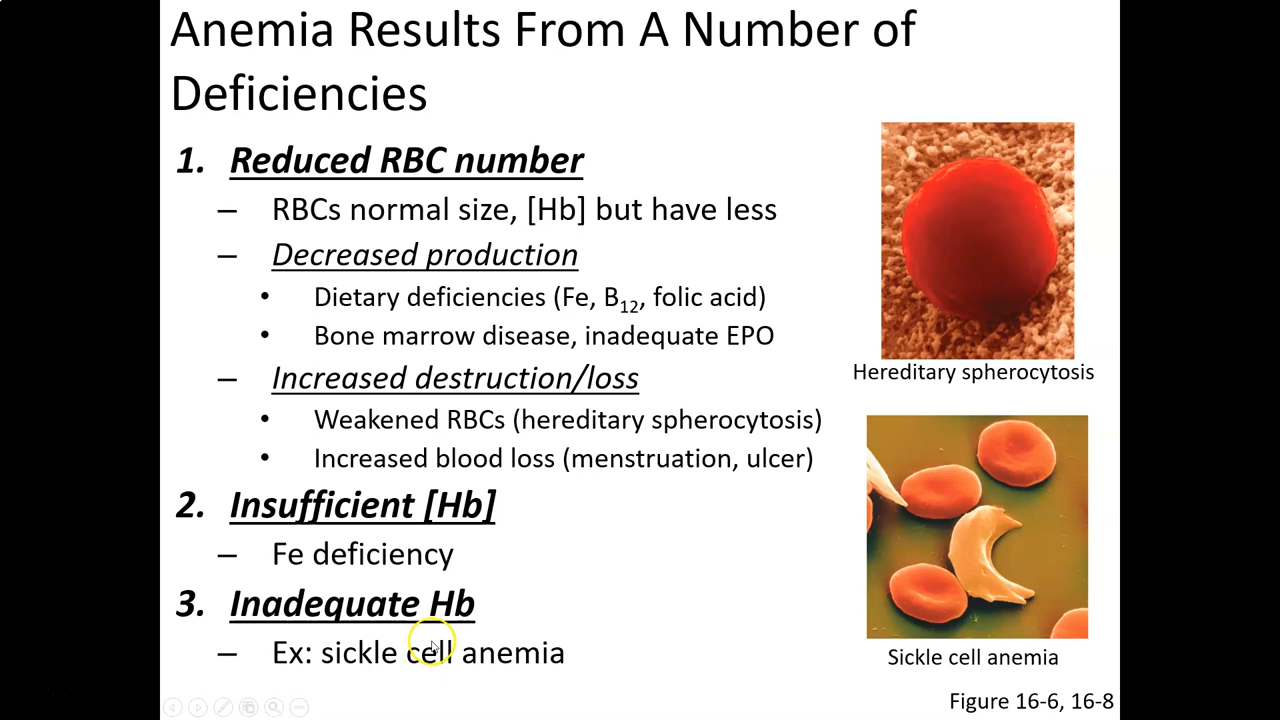 Anemia Results From A Number of
Deficiencies
1. Reduced RBC number
– RBCs normal size, [Hb] but have less
– Decreased production
• Dietary deficiencies (Fe, B12, folic acid)
• Bone marrow disease, inadequate EPO
– Increased destruction/loss
• Weakened RBCs (hereditary spherocytosis)
• Increased blood loss (menstruation, ulcer)
2. Insufficient [Hb]
– Fe deficiency
3. Inadequate Hb
– Ex: sickle cell anemia
Hereditary spherocytosis
Sickle cell anemia
Figure 16-6, 16-8